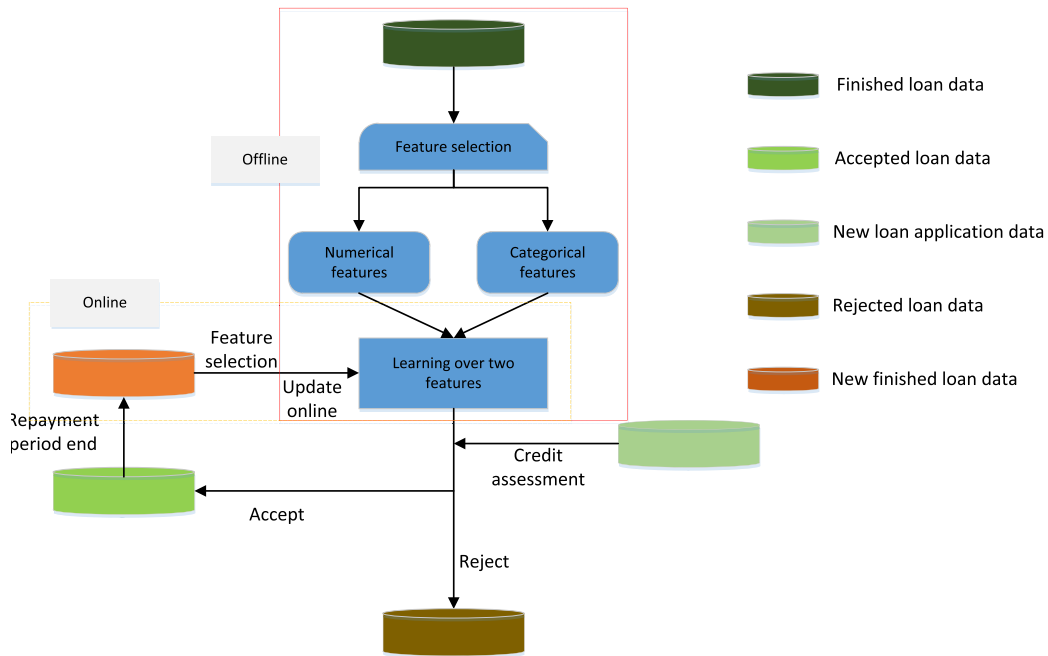 Finished loan data
Feature selection
Offline
Accepted loan data
Numerical
features
Categorical
features
New loan application data
Online
Rejected loan data
Feature
selection
Learning over two
features
Update
online
New finished loan data
Repayment
period end
Credit
assessment
Accept
Reject